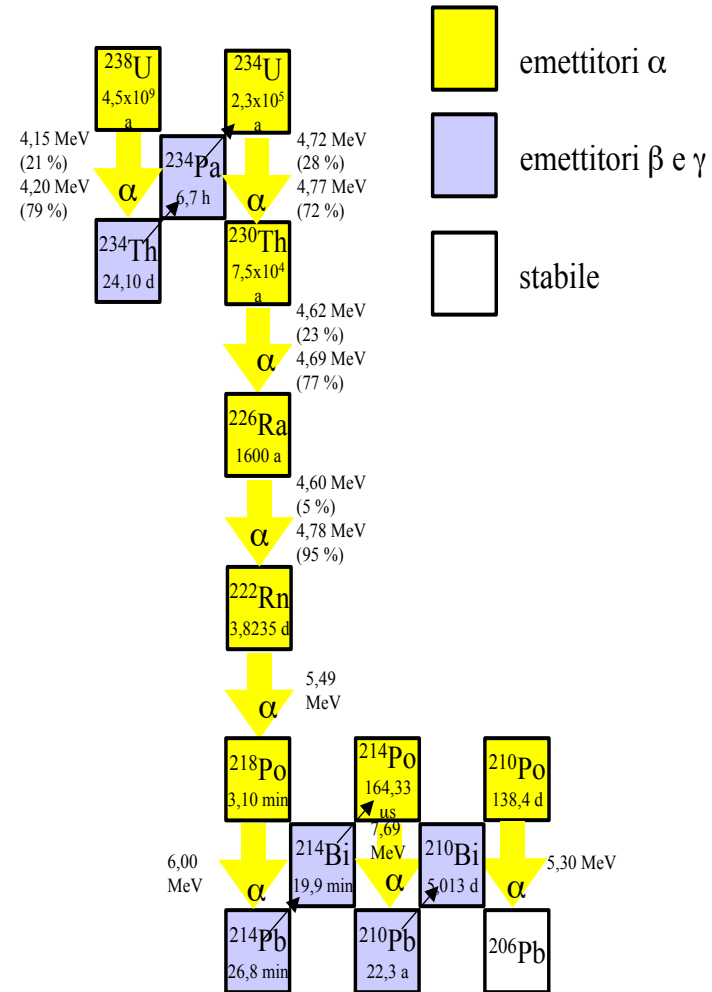 ²³⁸U
4,5x10⁹
a
²³⁴U
2,3x10⁵
a
emettitori α
4,15 MeV
(21 %)
4,20 MeV
(79 %)
α
²³⁴Pa
6,7 h
4,72 MeV
(28 %)
4,77 MeV
(72 %)
α
emettitori β e γ
²³⁴Th
24,10 d
²³⁰Th
7,5x10⁴
a
stabile
4,62 MeV
(23 %)
4,69 MeV
(77 %)
α
²²⁶Ra
1600 a
4,60 MeV
(5 %)
4,78 MeV
(95 %)
α
²²²Rn
3,8235 d
5,49
MeV
α
²¹⁸Po
3,10 min
²¹⁴Po
164,33
μs
²¹⁰Po
138,4 d
6,00
MeV
α
²¹⁴Bi
19,9 min
7,69
MeV
α
²¹⁰Bi
5,013 d
5,30 MeV
α
²¹⁴Pb
26,8 min
²¹⁰Pb
22,3 a
²⁰⁶Pb